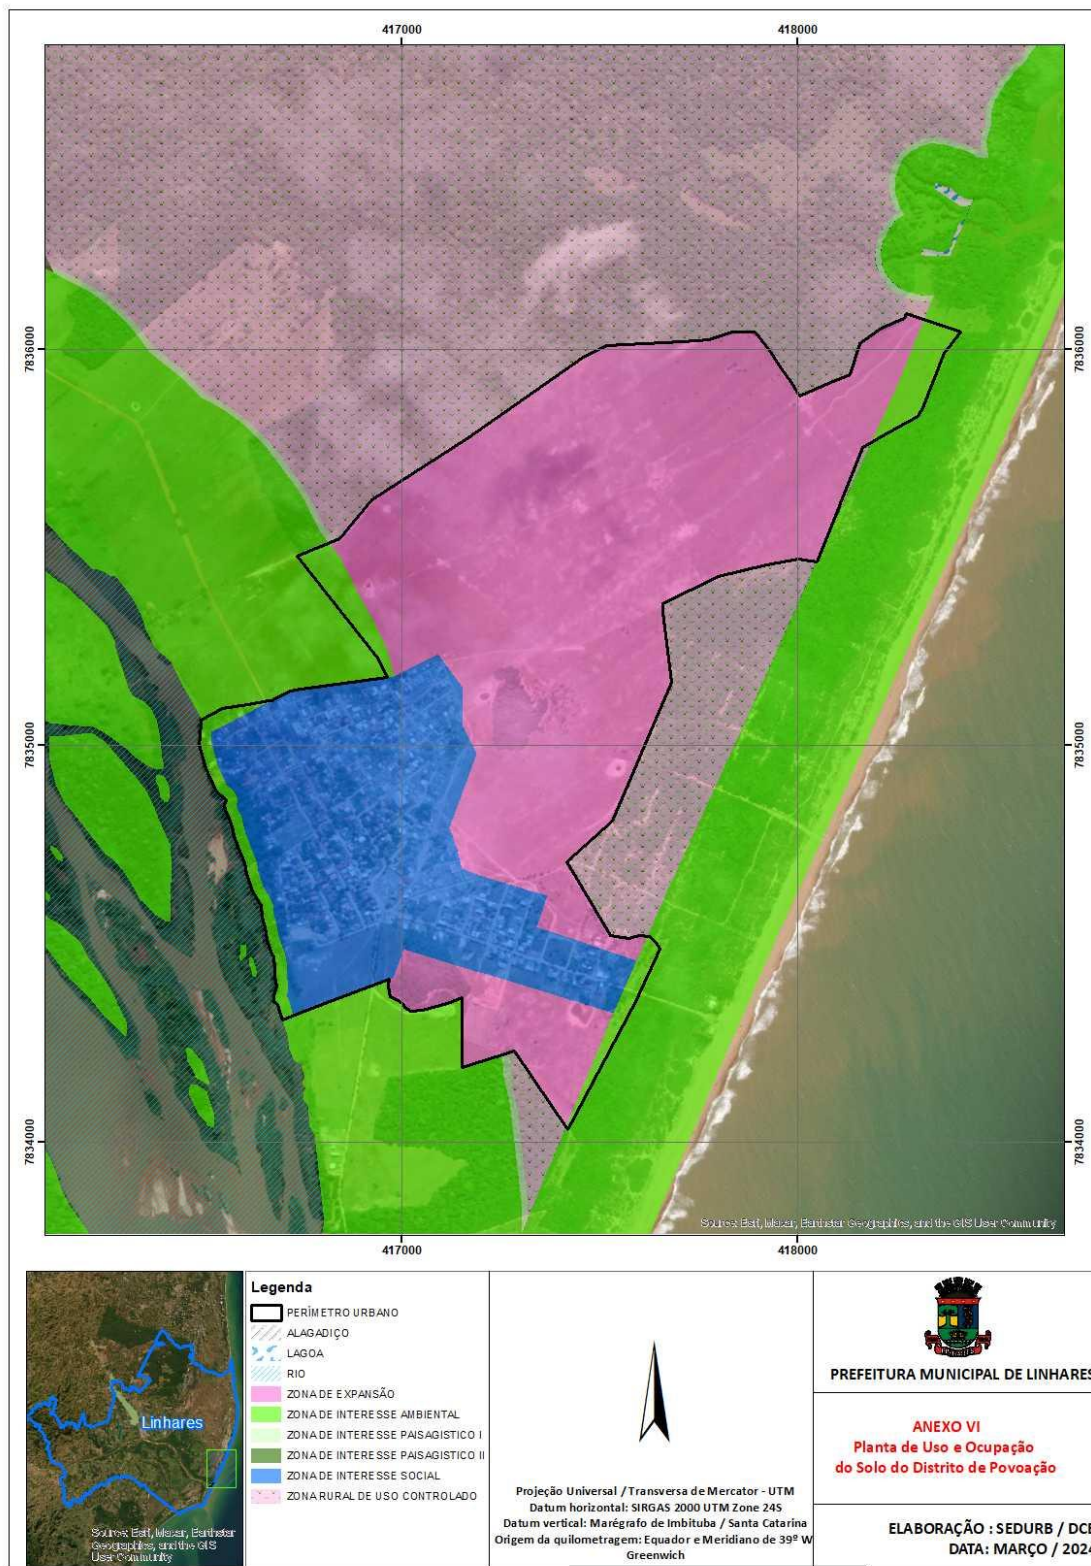 417000
418000
7836000
7836000
7835000
7835000
7834000
7834000
Source: Esri, Maxar, Earthstar Geographics, and the GIS User Community
417000
418000
Linhares
Source: Esri, Maxar, Earthstar
Geographics, and the GIS
User Community
Legenda
PERÍMETRO URBANO
ALAGADIÇO
LAGOA
RIO
ZONA DE EXPANSÃO
ZONA DE INTERESSE AMBIENTAL
ZONA DE INTERESSE PAISAGISTICO I
ZONA DE INTERESSE PAISAGISTICO II
ZONA DE INTERESSE SOCIAL
ZONA RURAL DE USO CONTROLADO
Projeção Universal / Transversa de Mercator - UTM
Datum horizontal: SIRGAS 2000 UTM Zone 24S
Datum vertical: Marégrafo de Imbituba / Santa Catarina
Origem da quilometragem: Equador e Meridiano de 39º W
Greenwich
PREFEITURA MUNICIPAL DE LINHARES
ANEXO VI
Planta de Uso e Ocupação
do Solo do Distrito de Povoação
ELABORAÇÃO : SEDURB / DCE
DATA: MARÇO / 2024